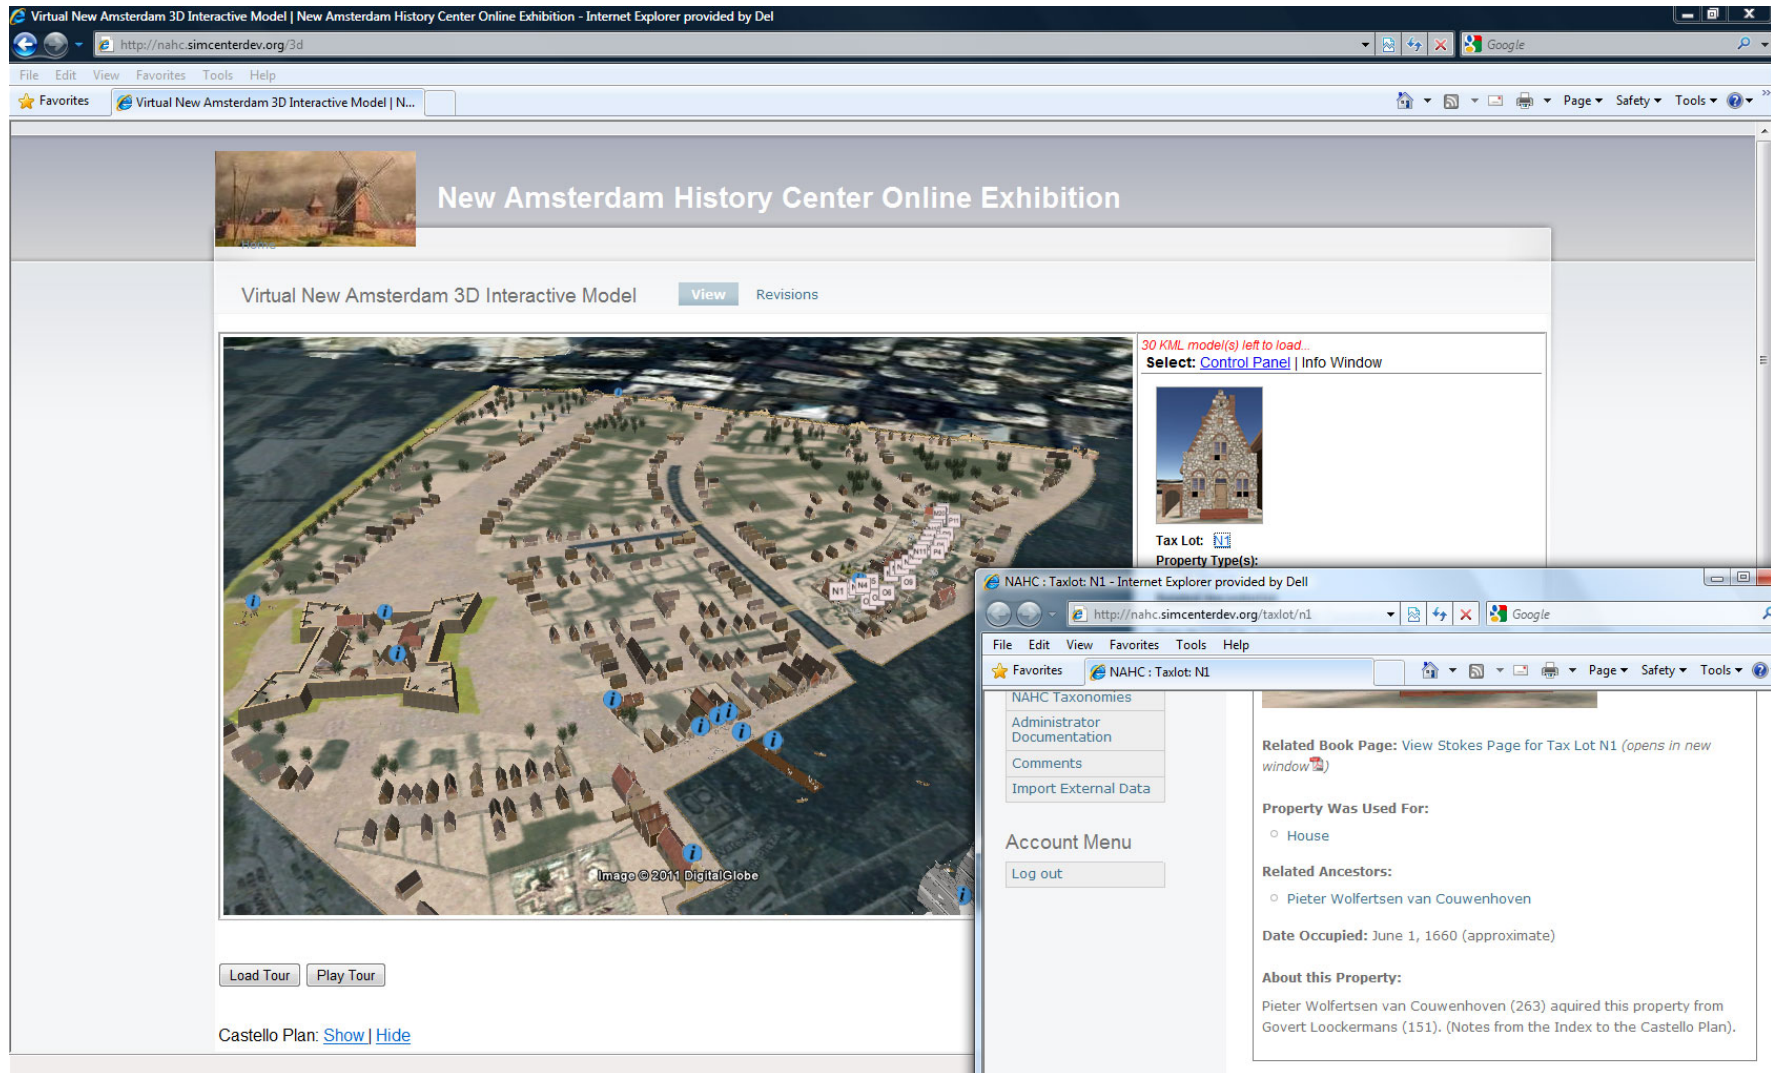 Virtual New Amsterdam 3D Interactive Model | New Amsterdam History Center Online Exhibition - Internet Explorer provided by Del
http://nahc.simcenterdev.org/3d
Google
File Edit View Favorites Tools Help
Favorites
Virtual New Amsterdam 3D Interactive Model | N...
Page Safety Tools
New Amsterdam History Center Online Exhibition
Home
Virtual New Amsterdam 3D Interactive Model
View
Revisions
30 KML model(s) left to load...
Select: Control Panel | Info Window
Tax Lot: N1
Property Type(s):
P11
N11
P4
N1
N4
O9
O6
Image © 2011 DigitalGlobe
Load Tour
Play Tour
Castello Plan: Show | Hide
NAHC : Taxlot: N1 - Internet Explorer provided by Dell
http://nahc.simcenterdev.org/taxlot/n1
Google
File Edit View Favorites Tools Help
Favorites
NAHC : Taxlot: N1
Page Safety Tools
NAHC Taxonomies
Administrator
Documentation
Comments
Import External Data
Account Menu
Log out
Related Book Page: View Stokes Page for Tax Lot N1 (opens in new
window)
Property Was Used For:
House
Related Ancestors:
Pieter Wolfertsen van Couwenhoven
Date Occupied: June 1, 1660 (approximate)
About this Property:
Pieter Wolfertsen van Couwenhoven (263) aquired this property from
Govert Loockermans (151). (Notes from the Index to the Castello Plan).